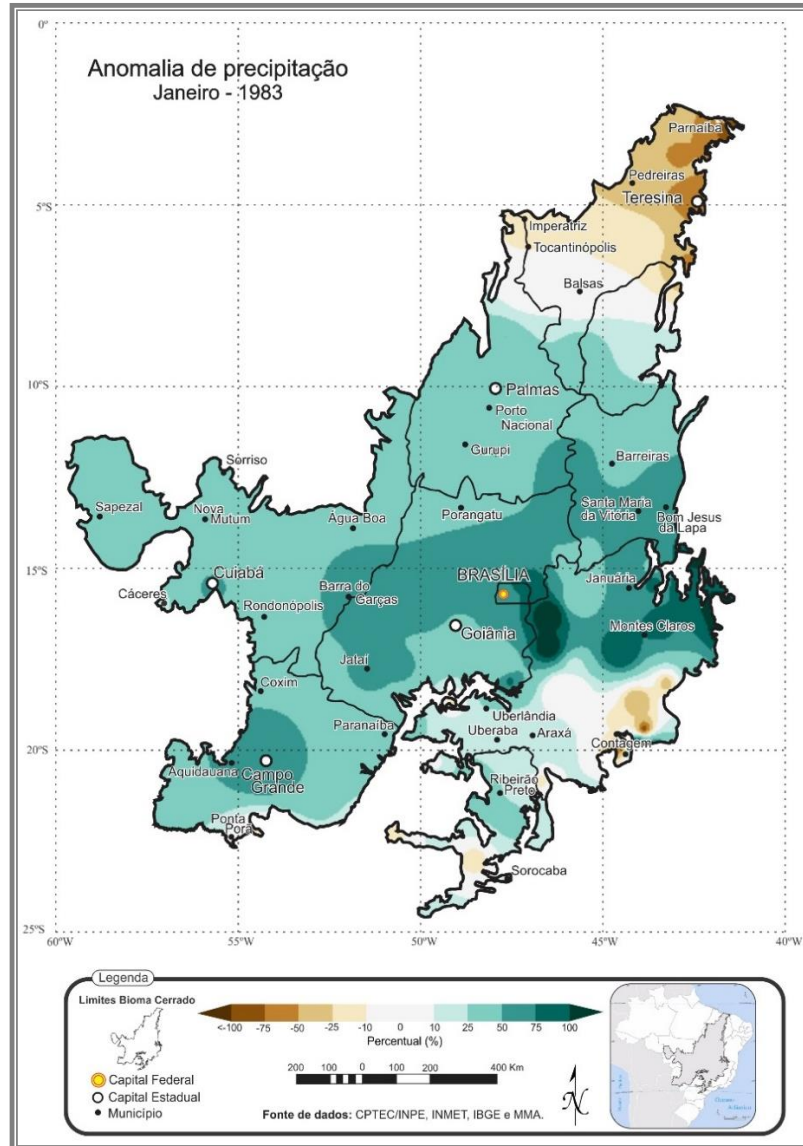 Anomalia de precipitação
Janeiro - 1983
0°
5°S
10°S
15°S
20°S
25°S
60°W
55°W
50°W
45°W
40°W
Parnaíba
Pedreiras
Teresina
Imperatriz
Tocantinópolis
Balsas
Palmas
Porto
Nacional
Gurupi
Barreiras
Sorriso
Sapezal
Nova
Mutum
Água Boa
Porangatu
Santa Maria
da Vitória
Bom Jesus
da Lapa
Cuiabá
Cáceres
Rondonópolis
Barra do
Garças
BRASÍLIA
Januária
Goiânia
Montes Claros
Jataí
Coxim
Paranaíba
Uberlândia
Uberaba
Araxá
Contagem
Aquidauana
Campo
Grande
Ribeirão
Preto
Ponta
Porã
Sorocaba
Legenda
Limites Bioma Cerrado
Capital Federal
Capital Estadual
Município
<-100 -75 -50 -25 -10 0 10 25 50 75 100
Percentual (%)
200 100 0 200 400 Km
Fonte de dados: CPTEC/INPE, INMET, IBGE e MMA.
N